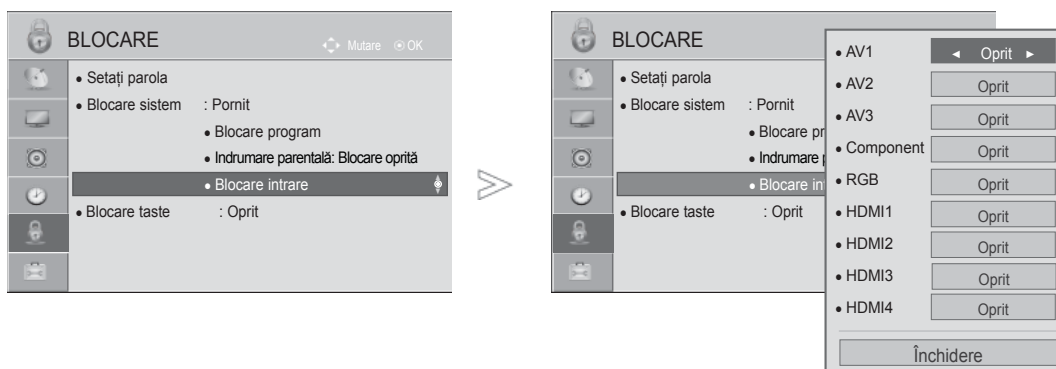 BLOCARE
Mutare OK
• Setați parola
• Blocare sistem : Pornit
• Blocare program
• Indrumare parentală: Blocare oprită
• Blocare intrare
• Blocare taste : Oprit
BLOCARE
• Setați parola
• Blocare sistem : Pornit
• Blocare pr
• Indrumare p
• Blocare in
• Blocare taste : Oprit
• AV1 ◄ Oprit ►
• AV2 Oprit
• AV3 Oprit
• Component Oprit
• RGB Oprit
• HDMI1 Oprit
• HDMI2 Oprit
• HDMI3 Oprit
• HDMI4 Oprit
Închidere